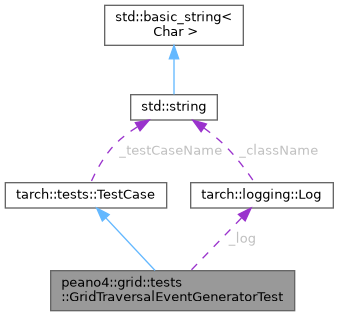 std::basic_string<
Char >
std::string
_testCaseName
_className
tarch::tests::TestCase
tarch::logging::Log
_log
peano4::grid::tests
::GridTraversalEventGeneratorTest